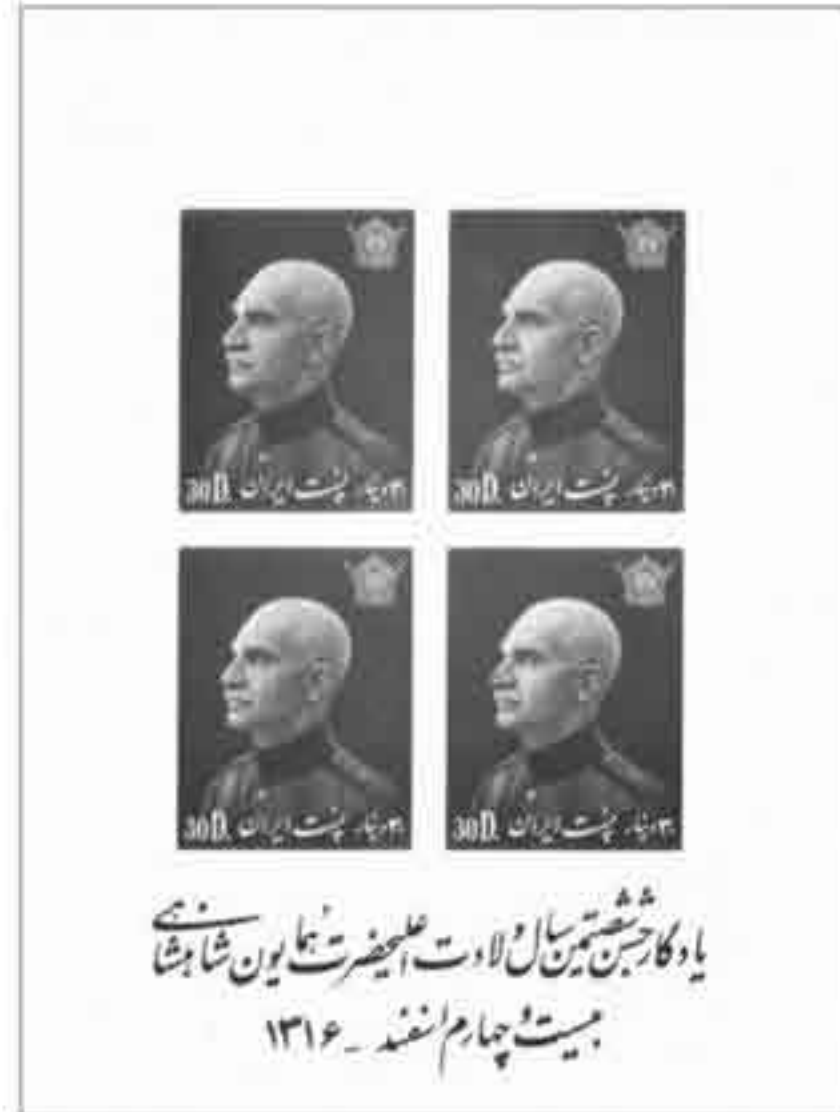 30D. پست ایران ۳۰ دینار
30D. پست ایران ۳۰ دینار
30D. پست ایران ۳۰ دینار
30D. پست ایران ۳۰ دینار
یادگار جشن شصتمین سال ولادت اعلیحضرت همایون شاهنشاهی
بیست و چهارم اسفند - ۱۳۱۶